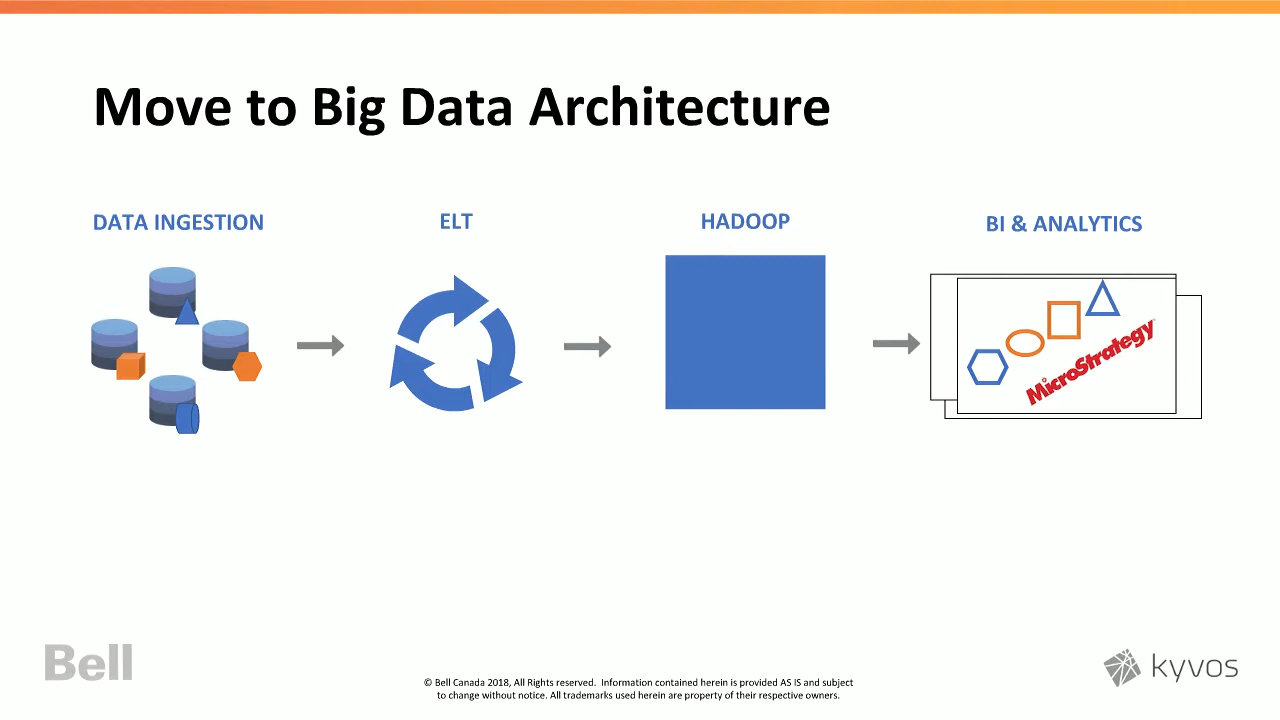 Move to Big Data Architecture
DATA INGESTION
ELT
HADOOP
BI & ANALYTICS
MicroStrategy
Bell
© Bell Canada 2018, All Rights reserved. Information contained herein is provided AS IS and subject
to change without notice. All trademarks used herein are property of their respective owners.
kyvos